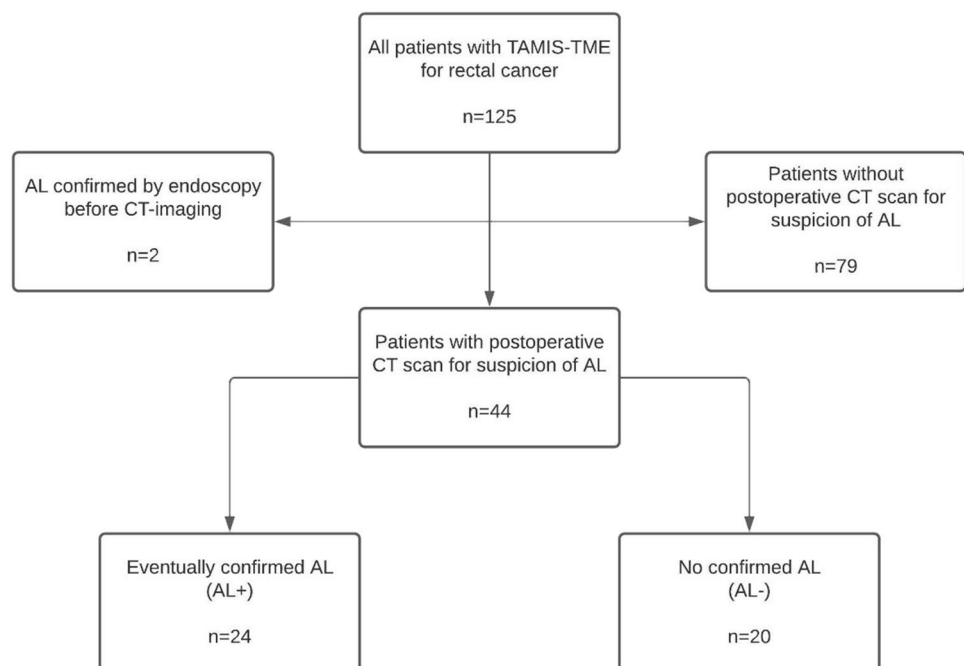 All patients with TAMIS-TME
for rectal cancer
n=125
AL confirmed by endoscopy
before CT-imaging
n=2
Patients without
postoperative CT scan for
suspicion of AL
n=79
Patients with postoperative
CT scan for suspicion of AL
n=44
Eventually confirmed AL
(AL+)
n=24
No confirmed AL
(AL-)
n=20